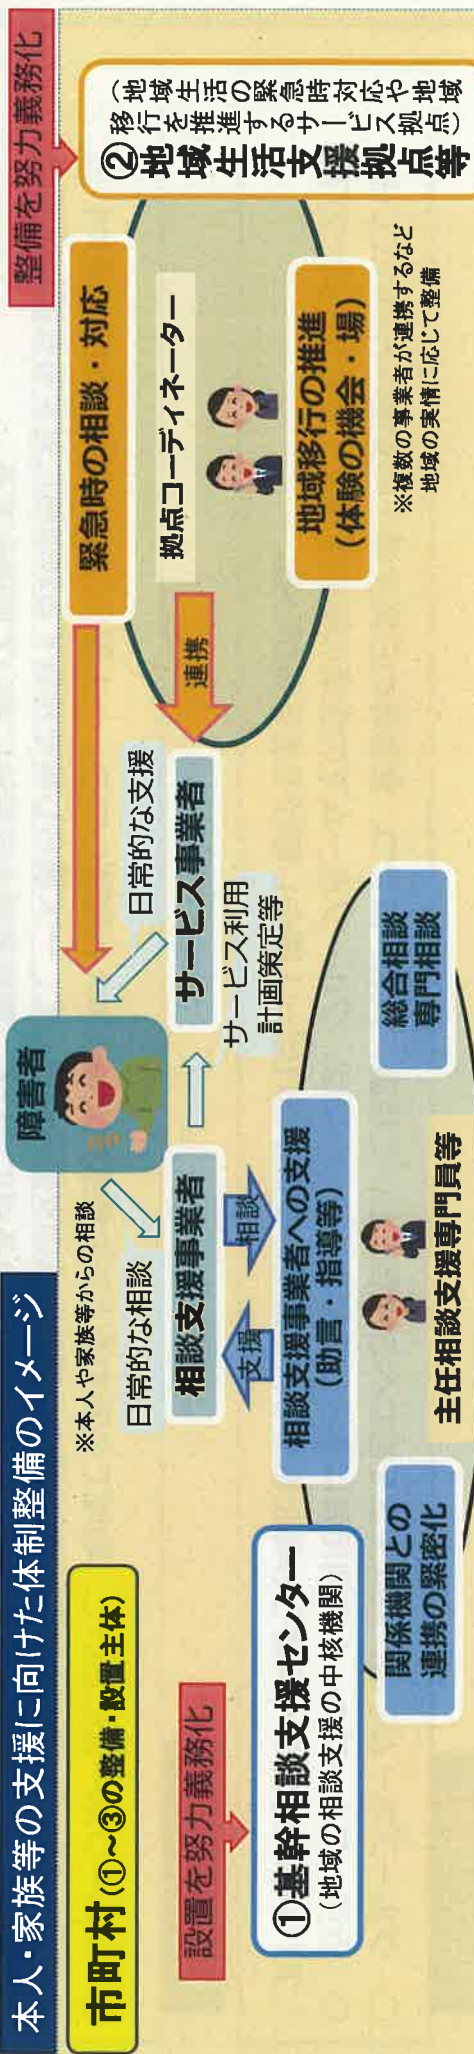 本人・家族等の支援に向けた体制整備のイメージ
市町村(①~③の整備・設置主体)
設置を努力義務化
①基幹相談支援センター
(地域の相談支援の中核機関)
※本人や家族等からの相談
障害者
日常的な相談
相談支援事業者
日常的な支援
サービス事業者
サービス利用
計画策定等
支援
相談
相談支援事業者への支援
(助言・指導等)
関係機関との
連携の緊密化
主任相談支援専門員等
総合相談
専門相談
整備を努力義務化
緊急時の相談・対応
連携
拠点コーディネーター
地域移行の推進
(体験の機会・場)
②地域生活支援拠点等
(地域生活の緊急時対応や地域
移行を推進するサービス拠点)
※複数の事業者が連携するなど
地域の実情に応じて整備